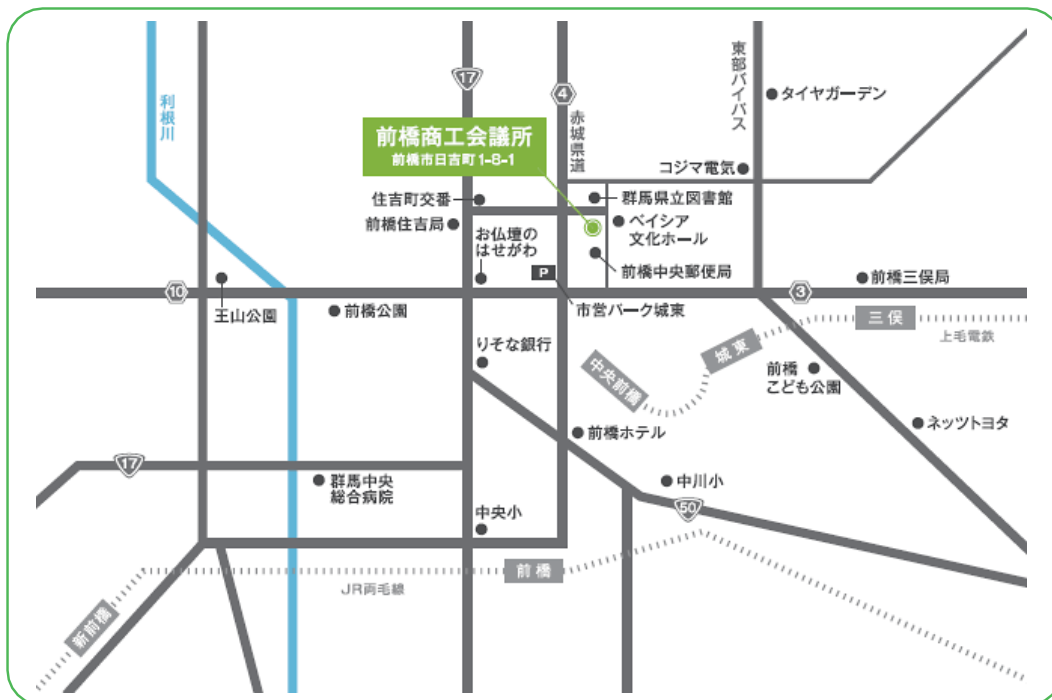 17
4
利根川
赤城県道
東部バイパス
タイヤガーデン
前橋商工会議所
前橋市日吉町1-8-1
コジマ電気
住吉町交番
群馬県立図書館
前橋住吉局
お仏壇の
はせがわ
ベイシア
文化ホール
P
前橋中央郵便局
前橋三俣局
10
3
王山公園
前橋公園
市営パーク城東
三俣
上毛電鉄
りそな銀行
城東
中央前橋
前橋
こども公園
前橋ホテル
ネッツトヨタ
17
群馬中央
総合病院
中川小
50
中央小
前橋
JR両毛線
新前橋